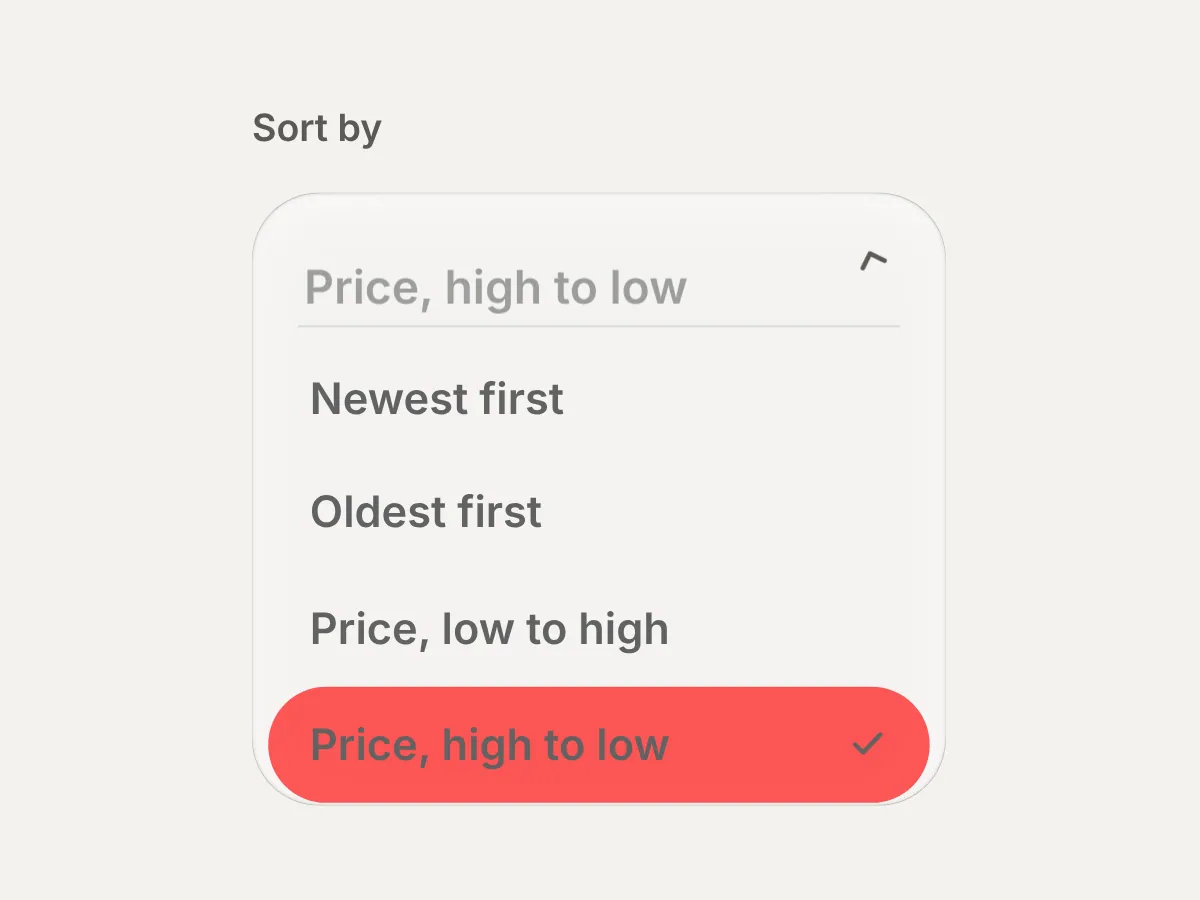 Sort by
Price, high to low
Newest first
Oldest first
Price, low to high
Price, high to low